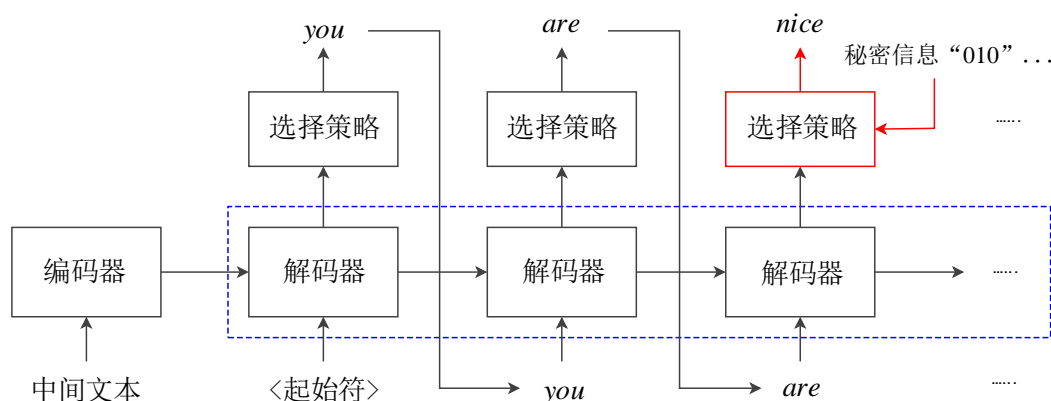 you
are
nice
秘密信息“010”...
选择策略
选择策略
选择策略
......
编码器
解码器
解码器
解码器
......
中间文本
<起始符>
you
are
......